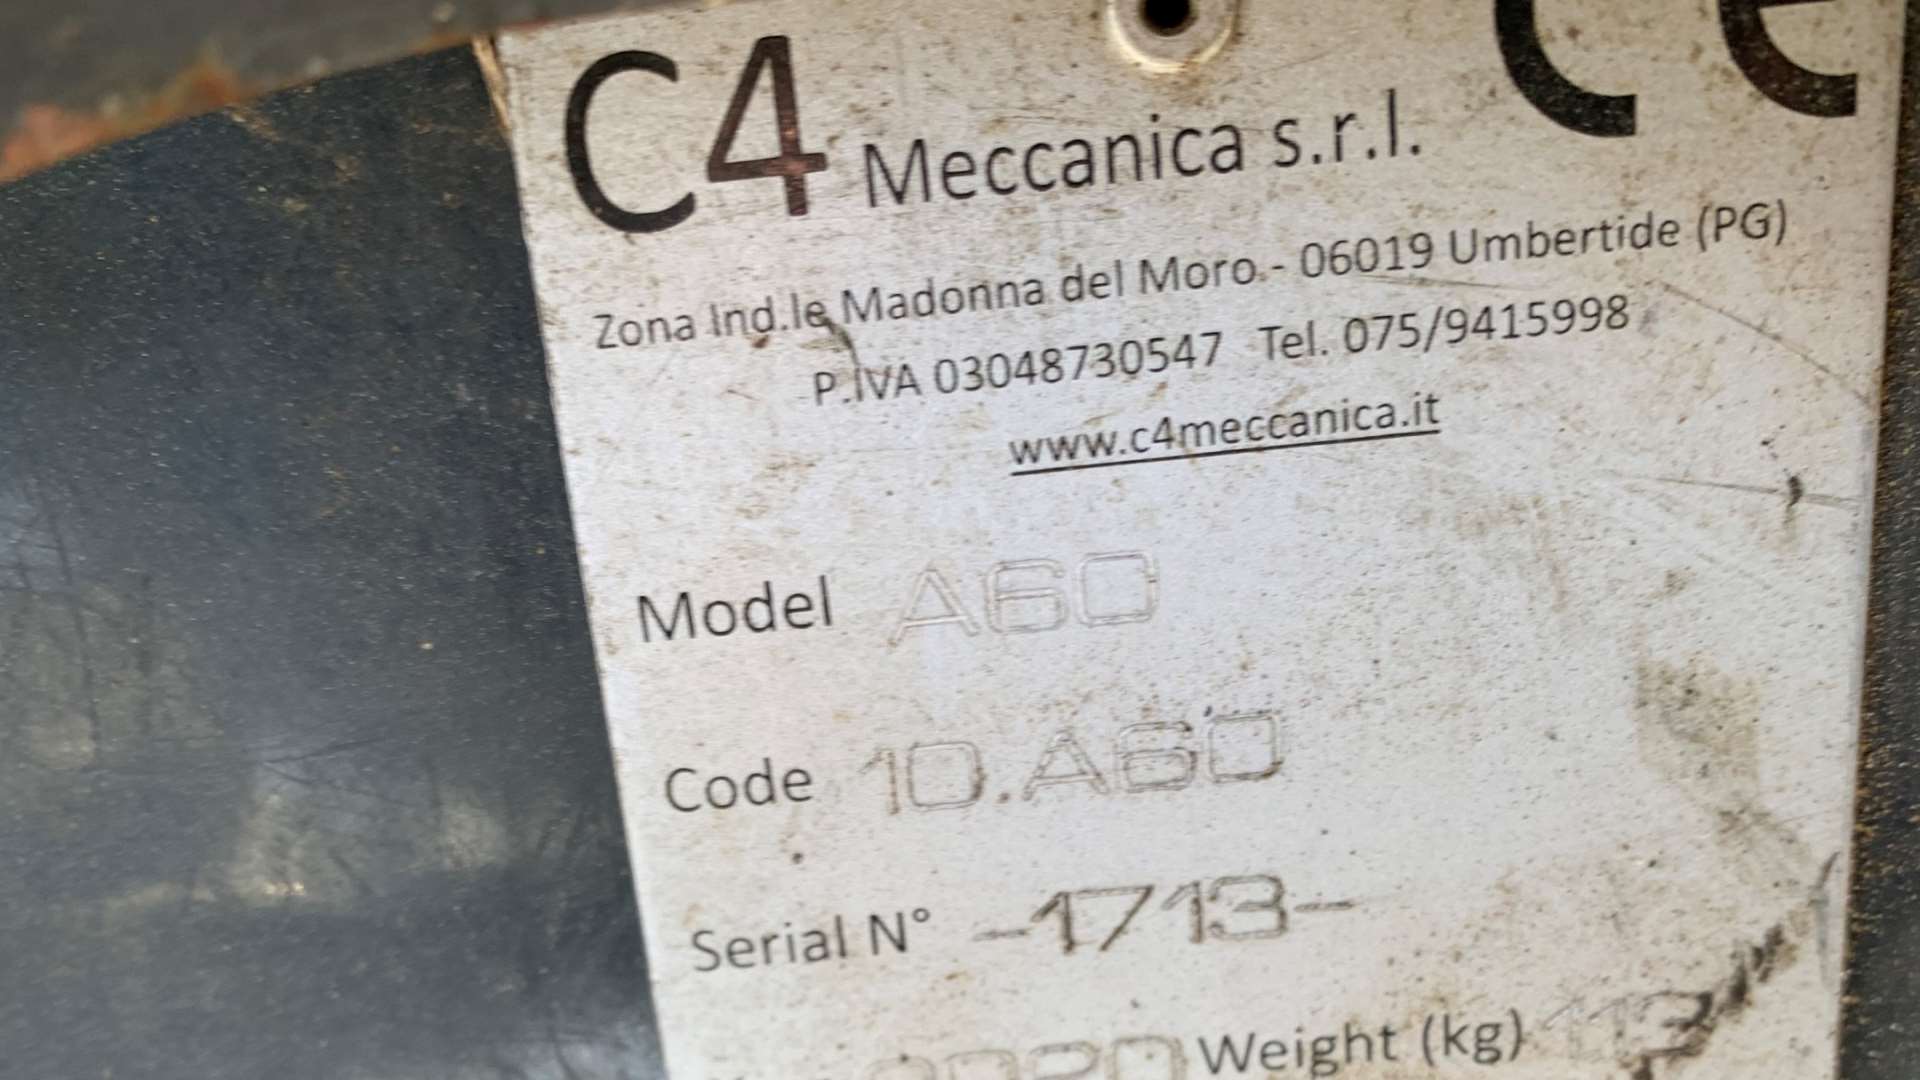 C4 Meccanica s.r.l. CE
Zona Ind.le Madonna del Moro - 06019 Umbertide (PG)
P.IVA 03048730547 Tel. 075/9415998
www.c4meccanica.it
Model A60
Code 10.A60
Serial N° -1713-
2020 Weight (kg)